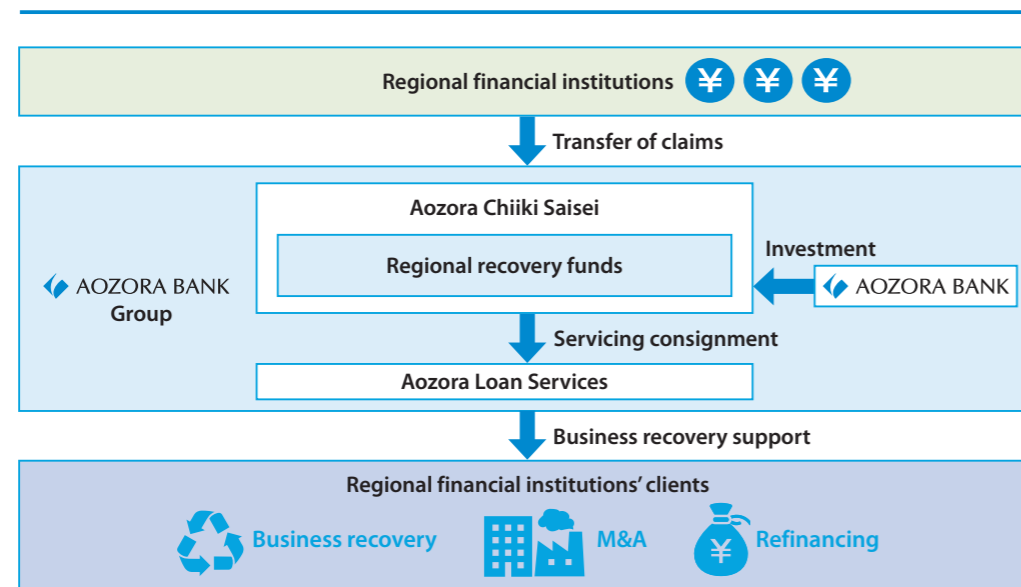 Regional financial institutions ¥ ¥ ¥
Transfer of claims
Aozora Chiiki Saisei
Regional recovery funds
Investment
AOZORA BANK
Group
AOZORA BANK
Servicing consignment
Aozora Loan Services
Business recovery support
Regional financial institutions' clients
Business recovery
M&A
¥
Refinancing